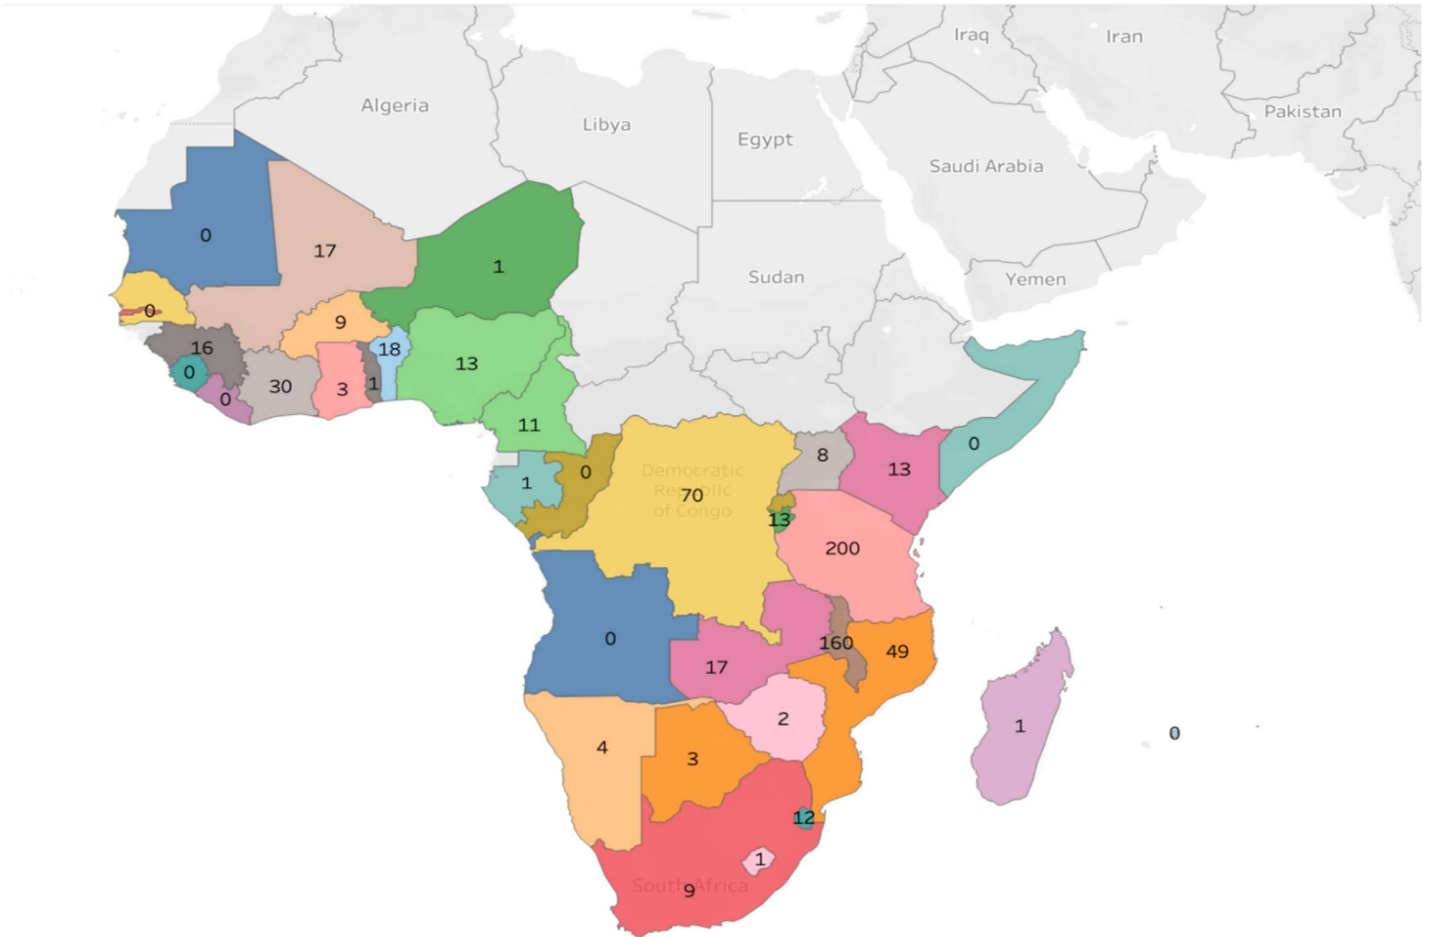 Iraq
Iran
Algeria
Pakistan
Libya
Egypt
Saudi Arabia
0
17
1
Sudan
Yemen
0
9
16
18
13
0
30
3
1
0
11
8
13
0
Democratic
Republic
of Congo
70
0
1
13
200
0
160
49
17
2
1
0
4
3
12
1
South Africa
9